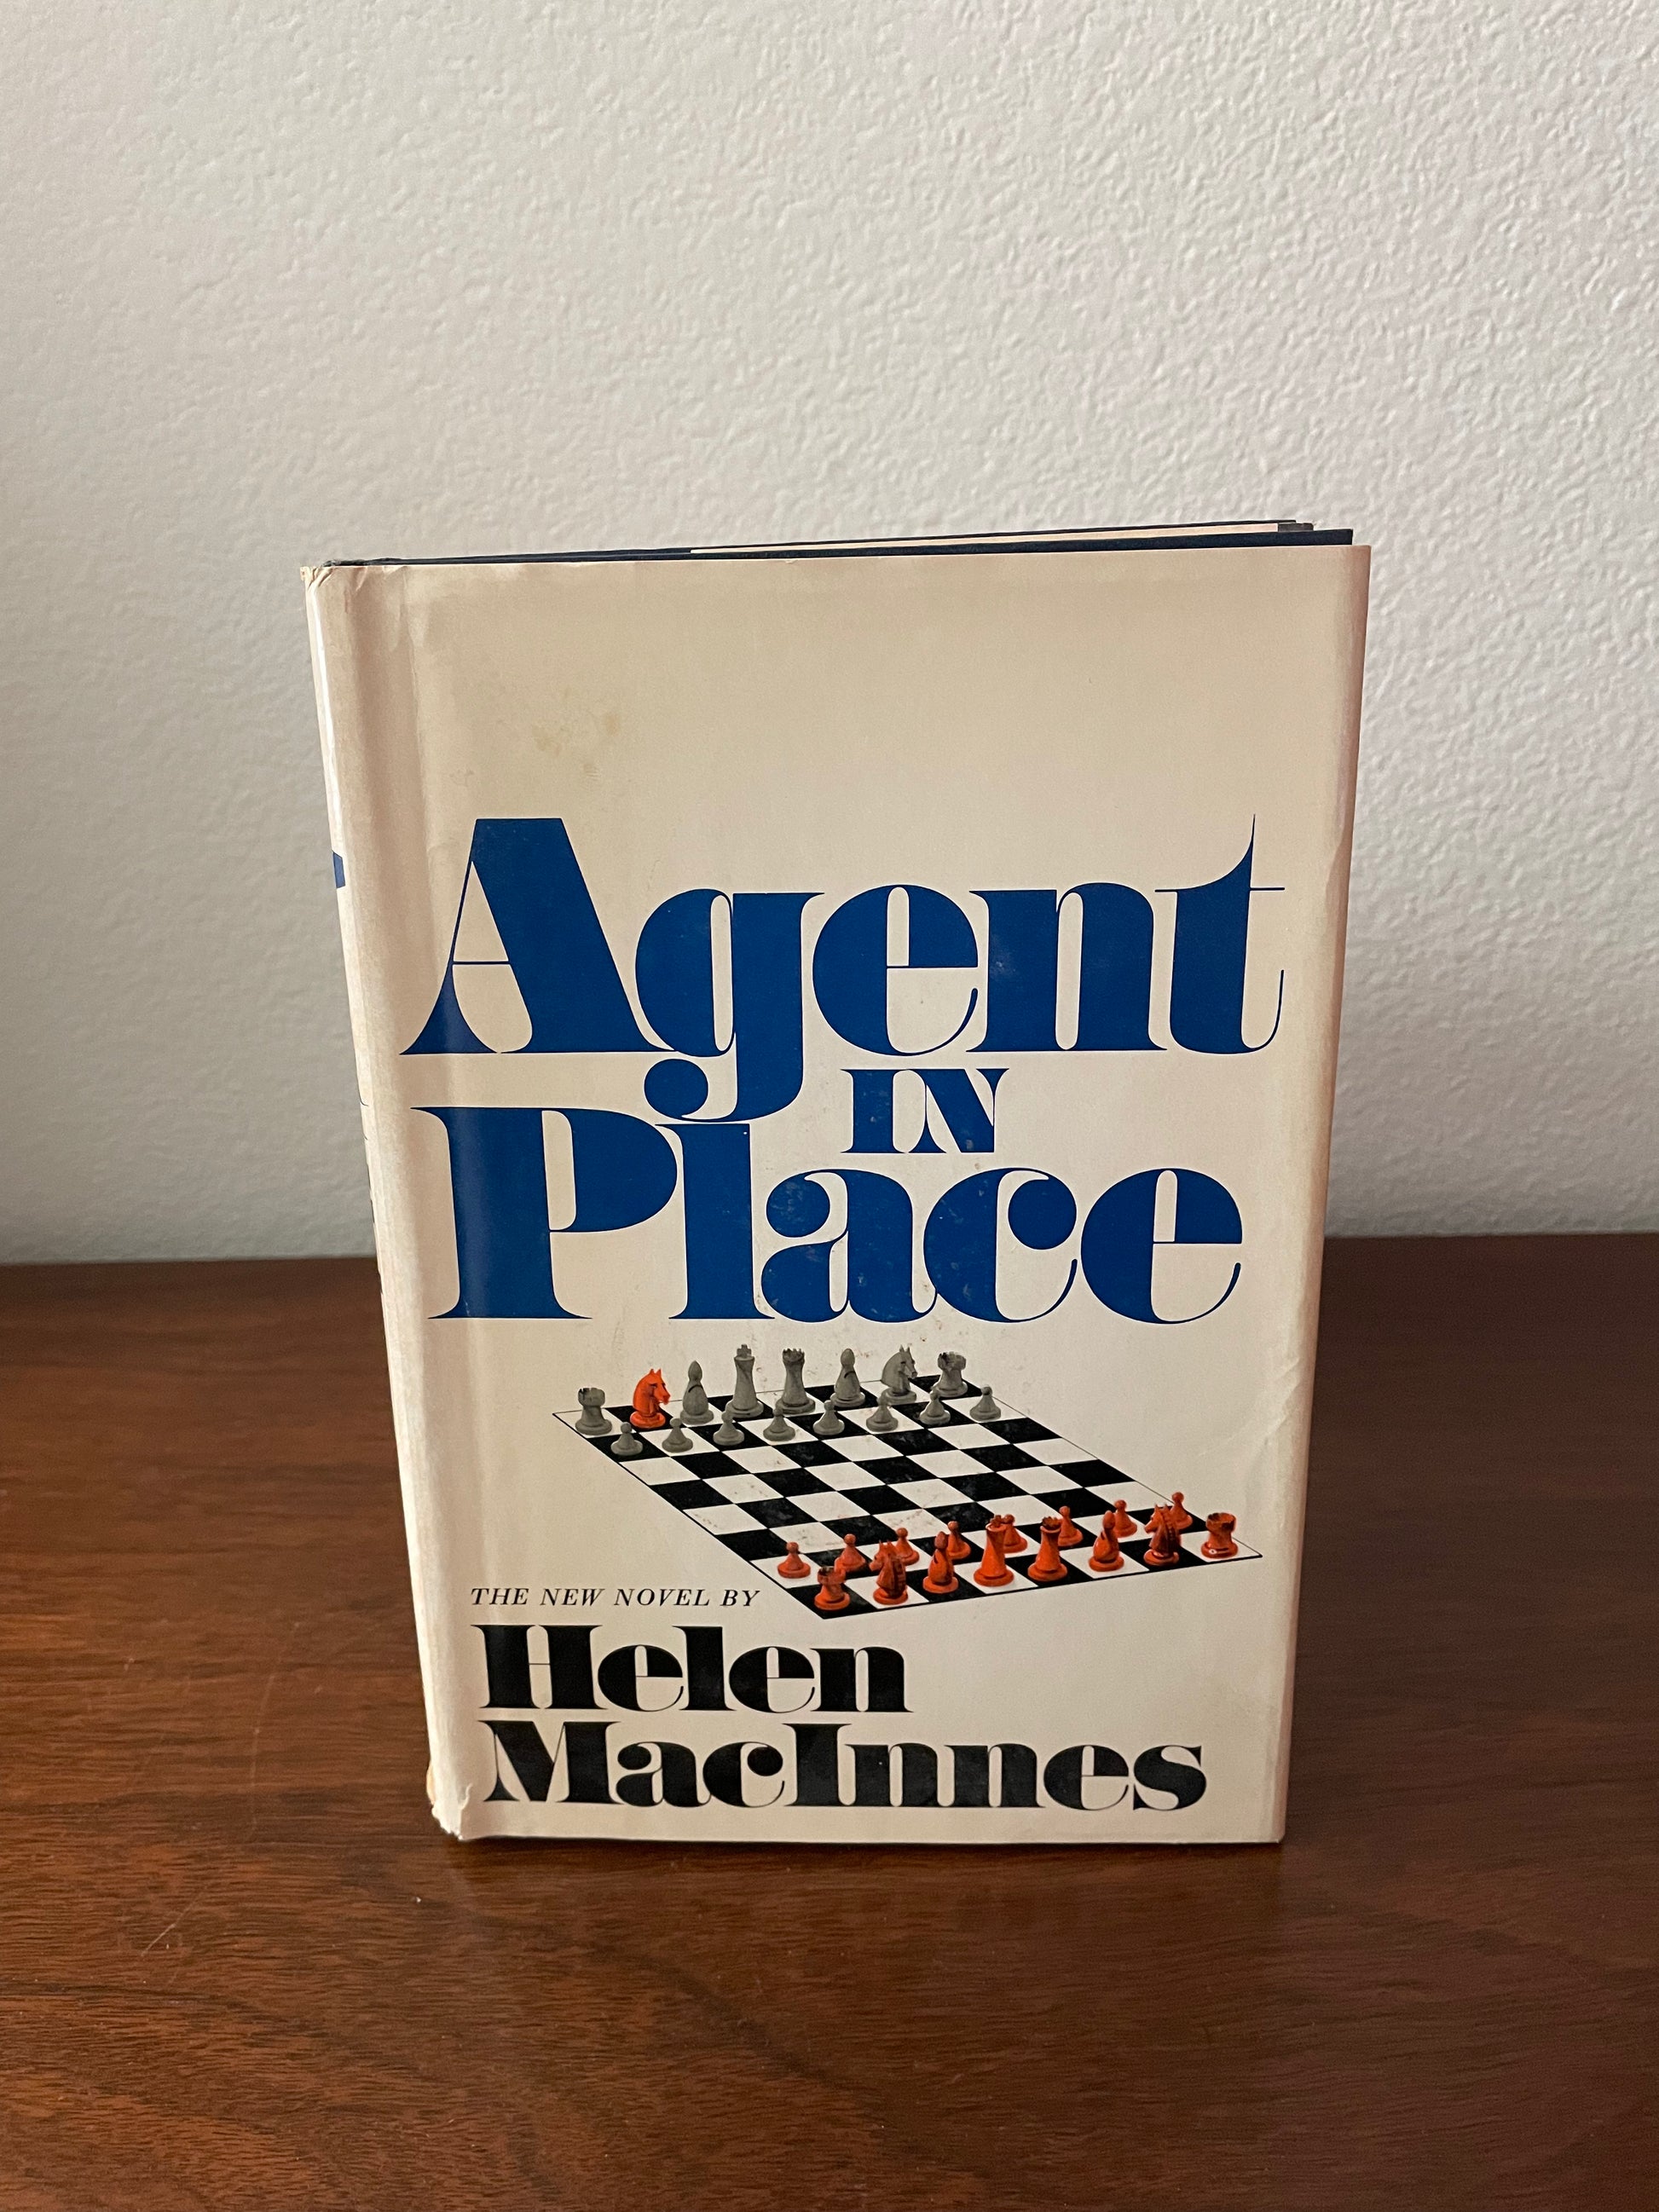 Agent
IN
Place
THE NEW NOVEL BY
Helen
MacInnes